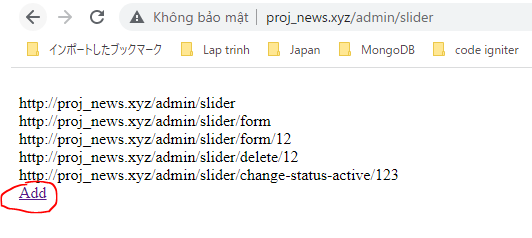 Không bảo mật | proj_news.xyz/admin/slider
インポートしたブックマーク Lap trinh Japan MongoDB code igniter
http://proj_news.xyz/admin/slider
http://proj_news.xyz/admin/slider/form
http://proj_news.xyz/admin/slider/form/12
http://proj_news.xyz/admin/slider/delete/12
http://proj_news.xyz/admin/slider/change-status-active/123
Add